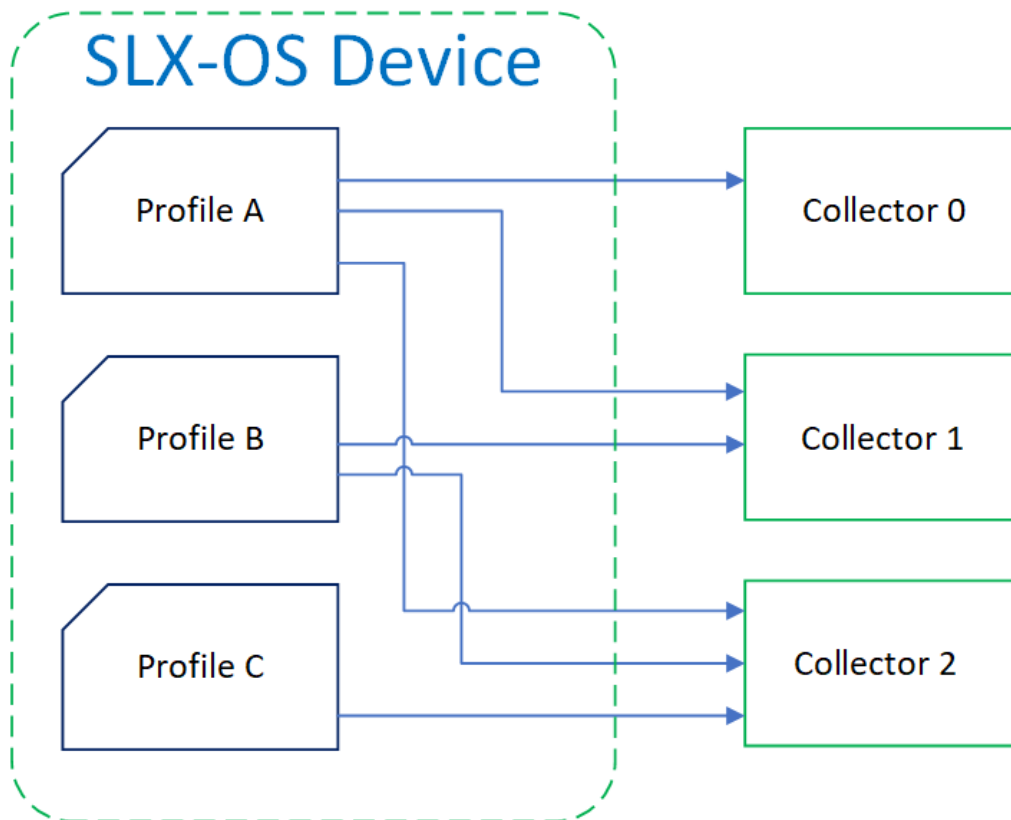 SLX-OS Device
Profile A
Collector 0
Profile B
Collector 1
Profile C
Collector 2